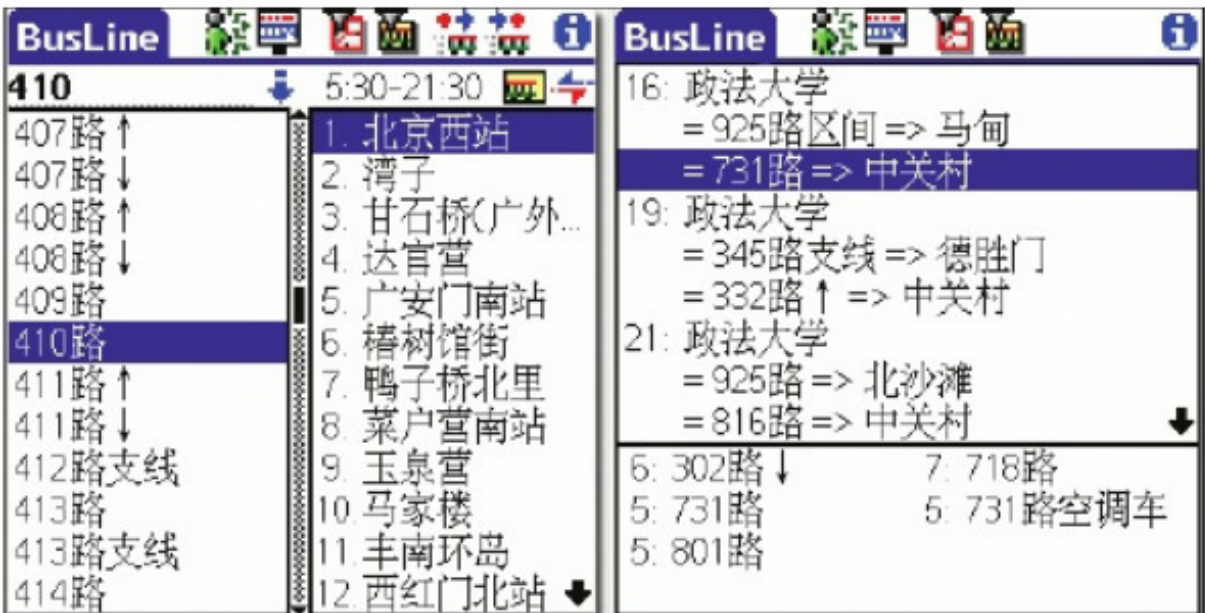 BusLine
410 5:30-21:30
407路↑
407路↓
408路↑
408路↓
409路
410路
411路↑
411路↓
412路支线
413路
413路支线
414路
1. 北京西站
2. 湾子
3. 甘石桥(广外...
4. 达官营
5. 广安门南站
6. 椿树馆街
7. 鸭子桥北里
8. 菜户营南站
9. 玉泉营
10. 马家楼
11. 丰南环岛
12. 西红门北站
BusLine
16: 政法大学
= 925路区间 => 马甸
= 731路 => 中关村
19: 政法大学
= 345路支线 => 德胜门
= 332路↑ => 中关村
21: 政法大学
= 925路 => 北沙滩
= 816路 => 中关村
6: 302路↓ 7: 718路
5: 731路 5: 731路空调车
5: 801路